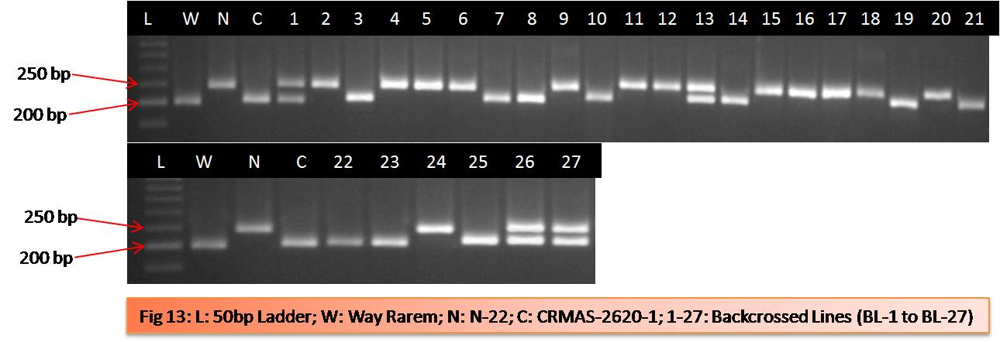 L W N C 1 2 3 4 5 6 7 8 9 10 11 12 13 14 15 16 17 18 19 20 21
250 bp
200 bp
L W N C 22 23 24 25 26 27
250 bp
200 bp
Fig 13: L: 50bp Ladder; W: Way Rarem; N: N-22; C: CRMAS-2620-1; 1-27: Backcrossed Lines (BL-1 to BL-27)